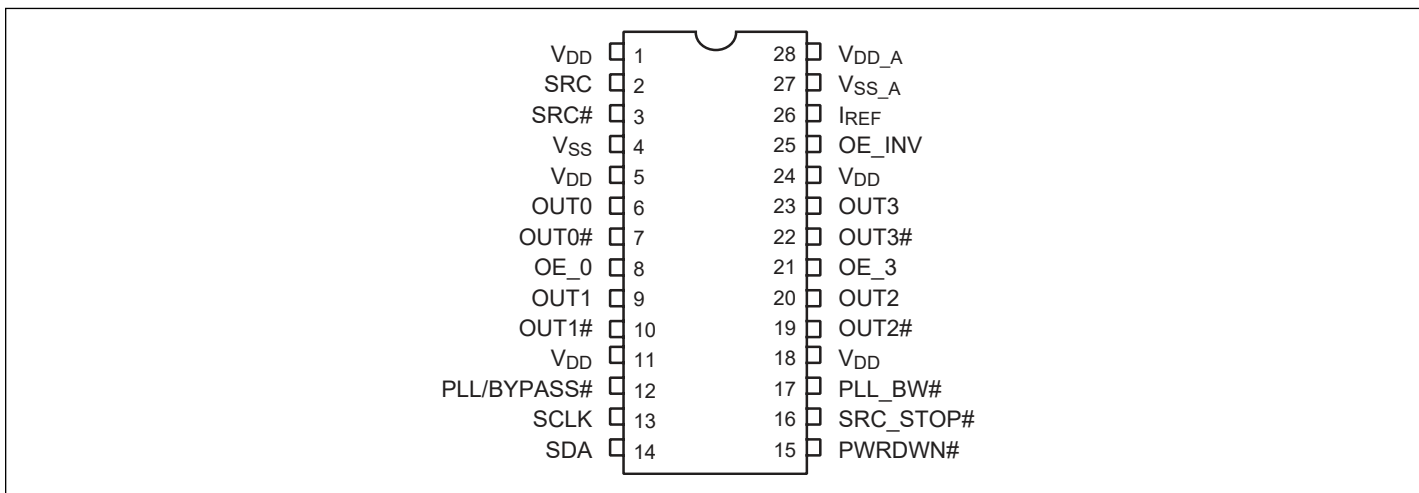 VDD 1 28 VDD_A
SRC 2 27 VSS_A
SRC# 3 26 IREF
VSS 4 25 OE_INV
VDD 5 24 VDD
OUT0 6 23 OUT3
OUT0# 7 22 OUT3#
OE_0 8 21 OE_3
OUT1 9 20 OUT2
OUT1# 10 19 OUT2#
VDD 11 18 VDD
PLL/BYPASS# 12 17 PLL_BW#
SCLK 13 16 SRC_STOP#
SDA 14 15 PWRDWN#